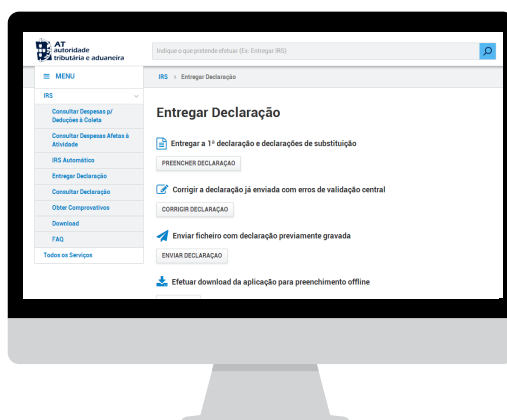 AT
autoridade
tributária e aduaneira
Indique o que pretende efetuar (Ex: Entregar IRS)
MENU
IRS > Entregar Declaração
IRS
Consultar Despesas p/
Deduções à Coleta
Consultar Despesas Afetas à
Atividade
IRS Automático
Entregar Declaração
Consultar Declaração
Obter Comprovativos
Download
FAQ
Todos os Serviços
Entregar Declaração
Entregar a 1ª declaração e declarações de substituição
PREENCHER DECLARAÇAO
Corrigir a declaração já enviada com erros de validação central
CORRIGIR DECLARAÇAO
Enviar ficheiro com declaração previamente gravada
ENVIAR DECLARAÇAO
Efetuar download da aplicação para preenchimento offline